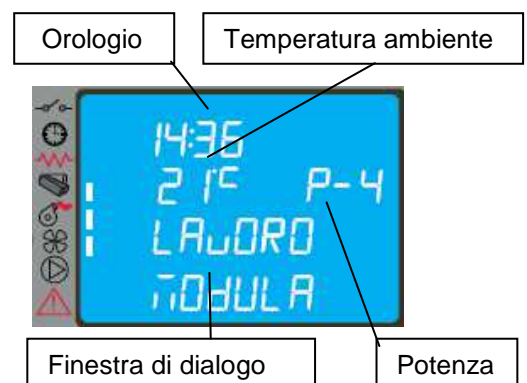 Orologio
Temperatura ambiente
14:36
21°C P-4
LAVORO
MODULA
Finestra di dialogo
Potenza